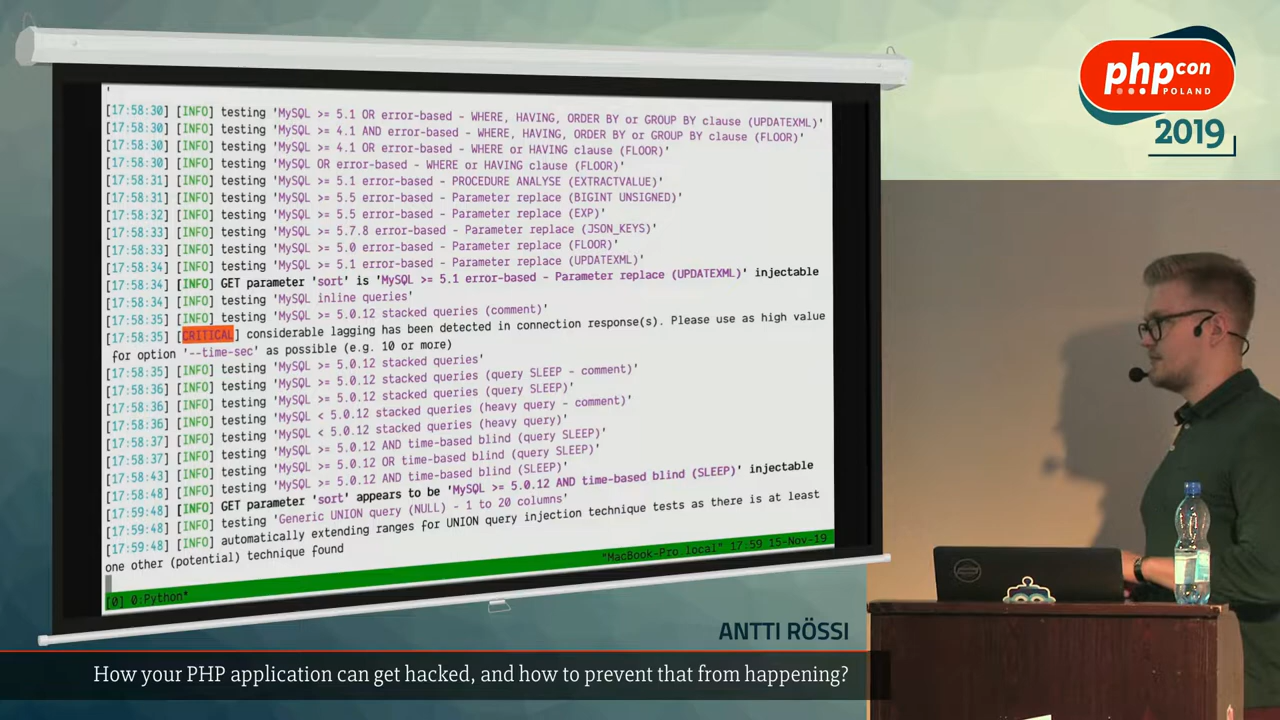 '
[17:58:30] [INFO] testing 'MySQL >= 5.1 OR error-based - WHERE, HAVING, ORDER BY or GROUP BY clause (UPDATEXML)'
[17:58:30] [INFO] testing 'MySQL >= 4.1 AND error-based - WHERE, HAVING, ORDER BY or GROUP BY clause (FLOOR)'
[17:58:30] [INFO] testing 'MySQL >= 4.1 OR error-based - WHERE or HAVING clause (FLOOR)'
[17:58:30] [INFO] testing 'MySQL OR error-based - WHERE or HAVING clause (FLOOR)'
[17:58:31] [INFO] testing 'MySQL >= 5.1 error-based - PROCEDURE ANALYSE (EXTRACTVALUE)'
[17:58:31] [INFO] testing 'MySQL >= 5.5 error-based - Parameter replace (BIGINT UNSIGNED)'
[17:58:32] [INFO] testing 'MySQL >= 5.5 error-based - Parameter replace (EXP)'
[17:58:33] [INFO] testing 'MySQL >= 5.7.8 error-based - Parameter replace (JSON_KEYS)'
[17:58:33] [INFO] testing 'MySQL >= 5.0 error-based - Parameter replace (FLOOR)'
[17:58:34] [INFO] testing 'MySQL >= 5.1 error-based - Parameter replace (UPDATEXML)'
[17:58:34] [INFO] GET parameter 'sort' is 'MySQL >= 5.1 error-based - Parameter replace (UPDATEXML)' injectable
[17:58:34] [INFO] testing 'MySQL inline queries'
[17:58:35] [INFO] testing 'MySQL >= 5.0.12 stacked queries (comment)'
[17:58:35] [CRITICAL] considerable lagging has been detected in connection response(s). Please use as high value
for option '--time-sec' as possible (e.g. 10 or more)
[17:58:35] [INFO] testing 'MySQL >= 5.0.12 stacked queries'
[17:58:36] [INFO] testing 'MySQL >= 5.0.12 stacked queries (query SLEEP - comment)'
[17:58:36] [INFO] testing 'MySQL >= 5.0.12 stacked queries (query SLEEP)'
[17:58:36] [INFO] testing 'MySQL < 5.0.12 stacked queries (heavy query - comment)'
[17:58:37] [INFO] testing 'MySQL < 5.0.12 stacked queries (heavy query)'
[17:58:37] [INFO] testing 'MySQL >= 5.0.12 AND time-based blind (query SLEEP)'
[17:58:43] [INFO] testing 'MySQL >= 5.0.12 OR time-based blind (query SLEEP)'
[17:58:48] [INFO] testing 'MySQL >= 5.0.12 AND time-based blind (SLEEP)'
[17:59:48] [INFO] GET parameter 'sort' appears to be 'MySQL >= 5.0.12 AND time-based blind (SLEEP)' injectable
[17:59:48] [INFO] testing 'Generic UNION query (NULL) - 1 to 20 columns'
[17:59:48] [INFO] automatically extending ranges for UNION query injection technique tests as there is at least
one other (potential) technique found
[0] 0:Python* "MacBook-Pro.local" 17:59 15-Nov-19
php con
POLAND
2019
ANTTI RÖSSI
How your PHP application can get hacked, and how to prevent that from happening?